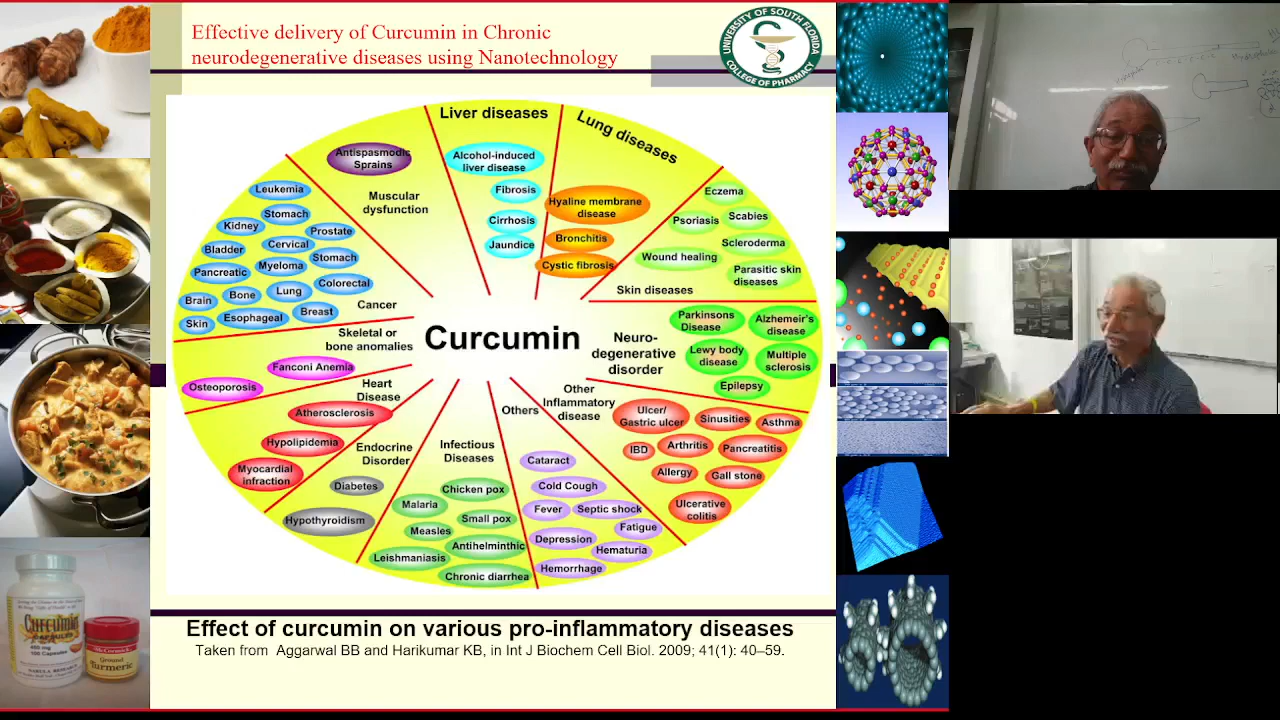 Effective delivery of Curcumin in Chronic
neurodegenerative diseases using Nanotechnology
UNIVERSITY OF SOUTH FLORIDA
COLLEGE OF PHARMACY
Liver diseases
Alcohol-induced
liver disease
Fibrosis
Cirrhosis
Jaundice
Lung diseases
Hyaline membrane
disease
Bronchitis
Cystic fibrosis
Eczema
Psoriasis
Scabies
Scleroderma
Wound healing
Parasitic skin
diseases
Skin diseases
Neuro-
degenerative
disorder
Parkinsons
Disease
Alzhemeir's
disease
Lewy body
disease
Multiple
sclerosis
Epilepsy
Other
Inflammatory
disease
Ulcer/
Gastric ulcer
Sinusities
Asthma
IBD
Arthritis
Pancreatitis
Allergy
Gall stone
Ulcerative
colitis
Others
Cataract
Cold Cough
Fever
Septic shock
Fatigue
Depression
Hematuria
Hemorrhage
Infectious
Diseases
Chicken pox
Malaria
Small pox
Measles
Antihelminthic
Leishmaniasis
Chronic diarrhea
Endocrine
Disorder
Diabetes
Hypothyroidism
Heart
Disease
Atherosclerosis
Hypolipidemia
Myocardial
infraction
Skeletal or
bone anomalies
Fanconi Anemia
Osteoporosis
Cancer
Leukemia
Stomach
Kidney
Prostate
Bladder
Cervical
Stomach
Pancreatic
Myeloma
Colorectal
Brain
Bone
Lung
Skin
Esophageal
Breast
Muscular
dysfunction
Antispasmodic
Sprains
Curcumin
Effect of curcumin on various pro-inflammatory diseases
Taken from Aggarwal BB and Harikumar KB, in Int J Biochem Cell Biol. 2009; 41(1): 40–59.
Curcumin
CAPSULES
McCormick
Ground
Turmeric